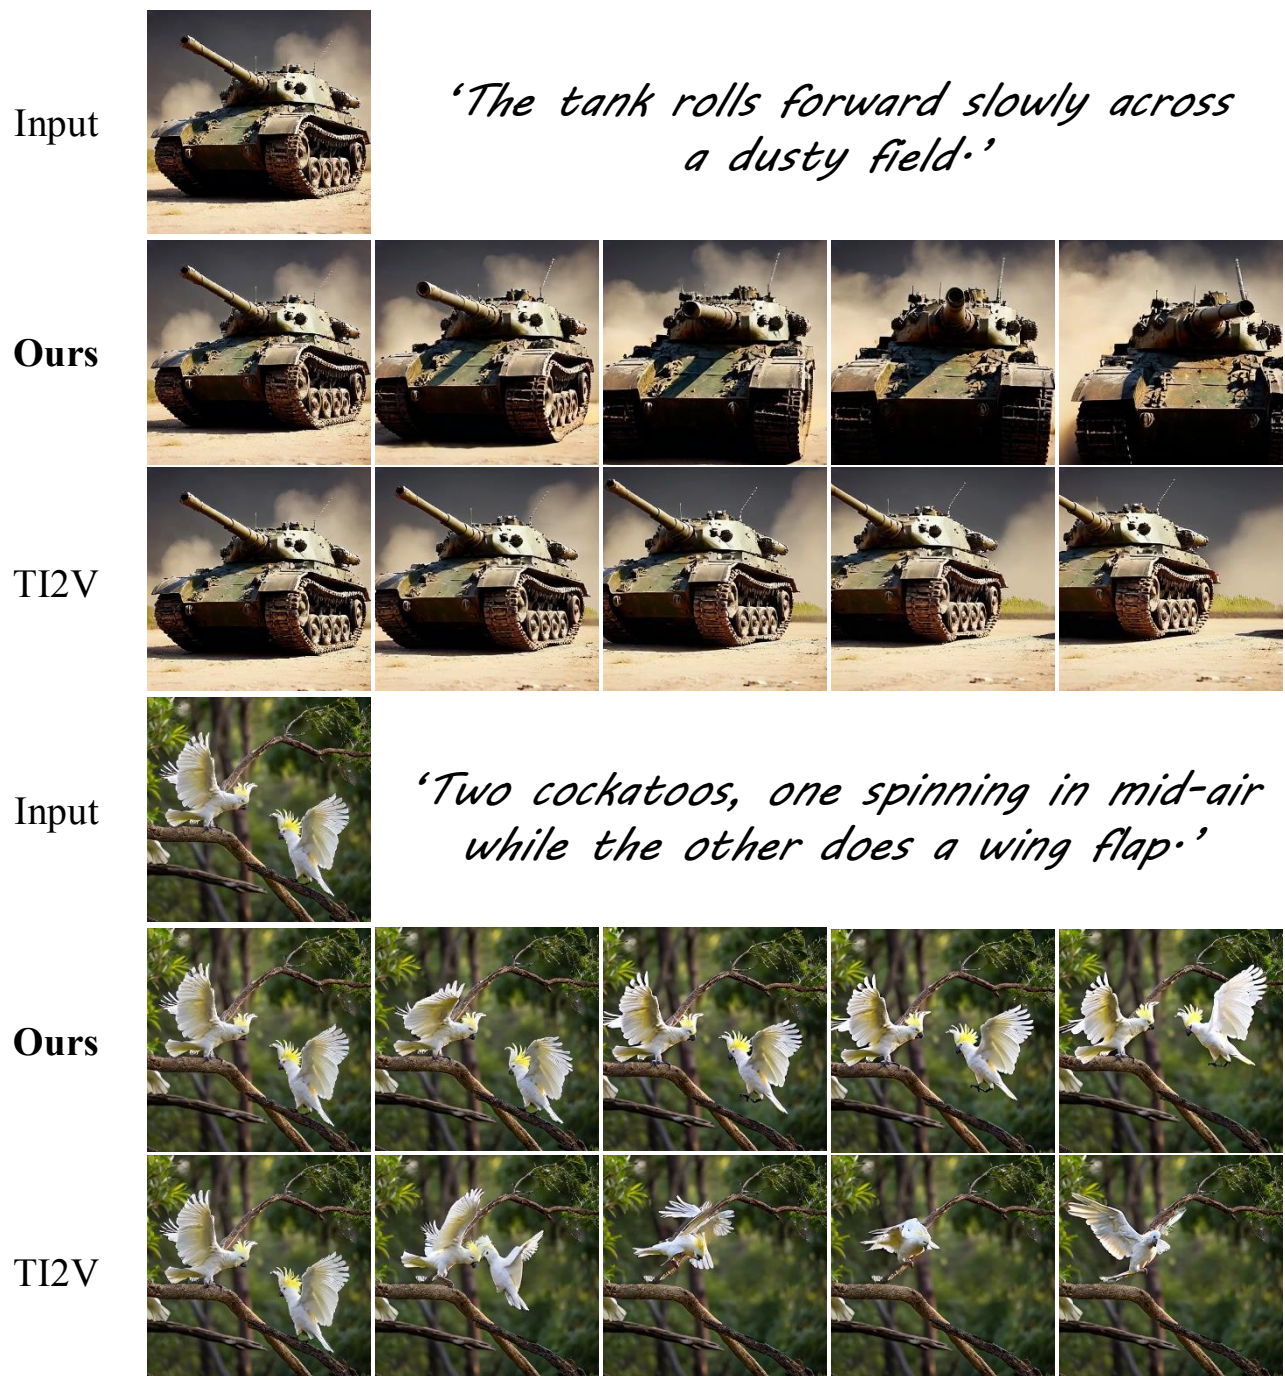 Input
‘The tank rolls forward slowly across
a dusty field.’
Ours
TI2V
Input
‘Two cockatoos, one spinning in mid-air
while the other does a wing flap.’
Ours
TI2V